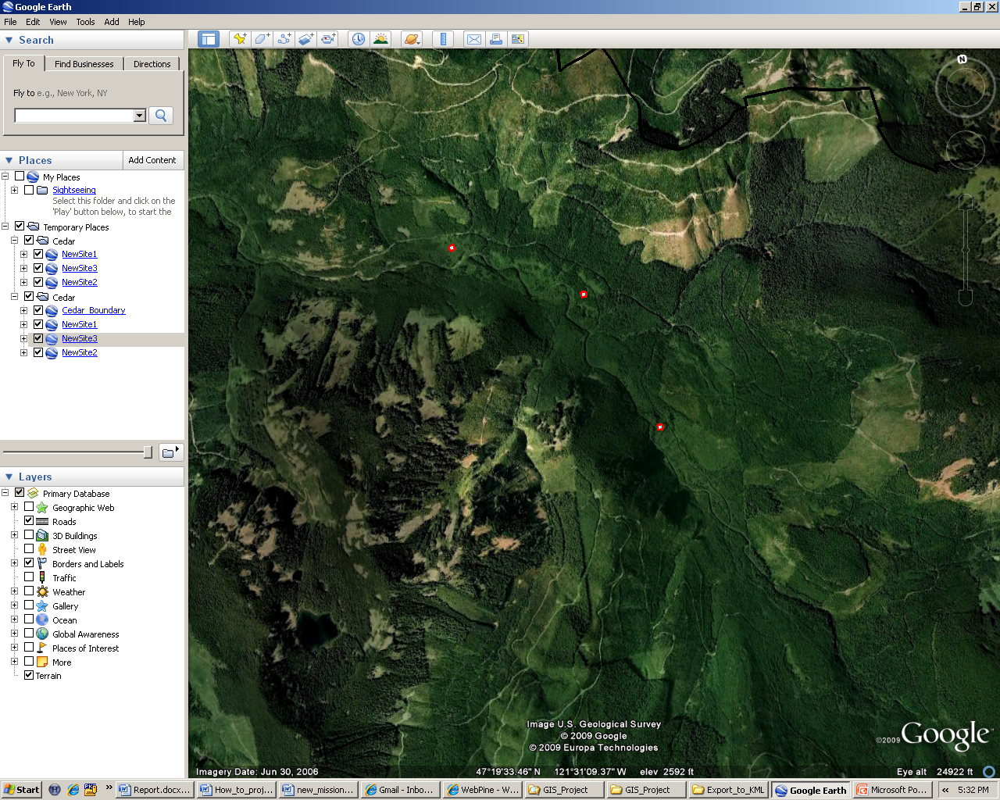 Google Earth
File Edit View Tools Add Help
Search
Fly To Find Businesses Directions
Fly to e.g., New York, NY
Places Add Content
My Places
Sightseeing
Select this folder and click on the
'Play' button below, to start the
Temporary Places
Cedar
NewSite1
NewSite3
NewSite2
Cedar
Cedar_Boundary
NewSite1
NewSite3
NewSite2
Layers
Primary Database
Geographic Web
Roads
3D Buildings
Street View
Borders and Labels
Traffic
Weather
Gallery
Ocean
Global Awareness
Places of Interest
More
Terrain
N
Image U.S. Geological Survey
© 2009 Google
© 2009 Europa Technologies
©2009 Google
Imagery Date: Jun 30, 2006 47°19'33.46" N 121°31'09.37" W elev 2592 ft Eye alt 24922 ft
Start » Report.docx... How_to_proj... new_mission... Gmail - Inbo... WebPine - W... GIS_Project GIS_Project Export_to_KML Google Earth Microsoft Po... « 5:32 PM